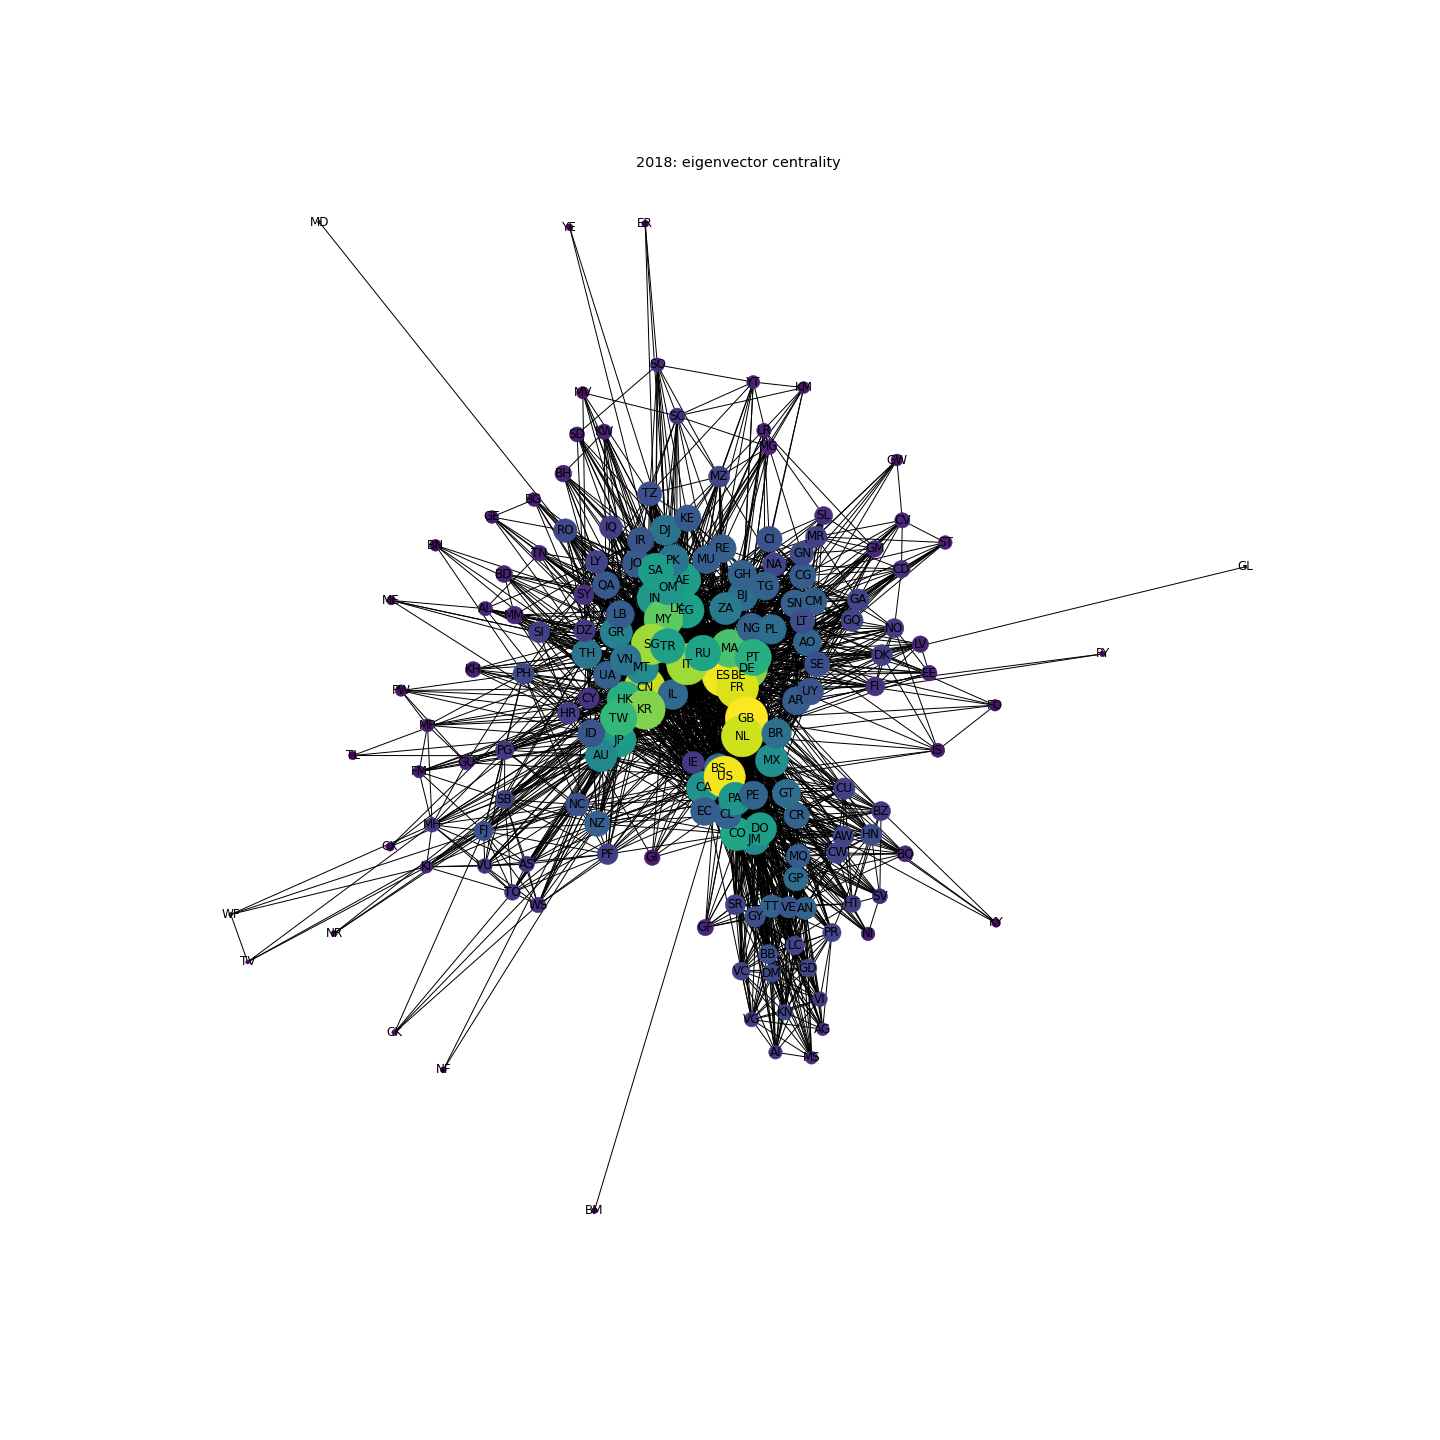 2018: eigenvector centrality
MD
YE
ER
SO
YT
KM
MV
SC
LR
MG
SD
KW
GW
BH
MZ
TZ
BG
GE
KE
SL
CV
RO
IQ
DJ
IR
CI
MR
ST
BN
TN
RE
GN
GM
LY
JO
PK
MU
NA
GL
BD
SA
GH
CG
CD
QA
AE
OM
TG
SY
IN
BJ
SN
CM
GA
AL
MM
LB
LK
EG
ZA
MY
LT
GQ
SI
DZ
GR
NG
PL
NO
SG
TR
MA
AO
LV
TH
VN
RU
PT
DK
UA
MT
IT
DE
SE
KH
PH
ES
BE
EE
CN
FR
UY
FI
PW
CY
HK
IL
AR
HR
KR
TW
GB
FO
MP
ID
JP
NL
BR
IS
TL
PG
AU
IE
BS
US
MX
GU
FM
CA
CU
SB
NC
PA
PE
GT
EC
CL
CR
BZ
MH
FJ
NZ
CO
DO
JM
AW
HN
PF
GI
MQ
CW
BQ
KI
VU
AS
GP
TO
WS
SR
GY
TT
VE
AN
HT
SV
WF
NR
GF
PR
NI
KY
TV
BB
LC
VC
DM
GD
VI
KN
VG
AG
CK
AI
MS
NF
BM